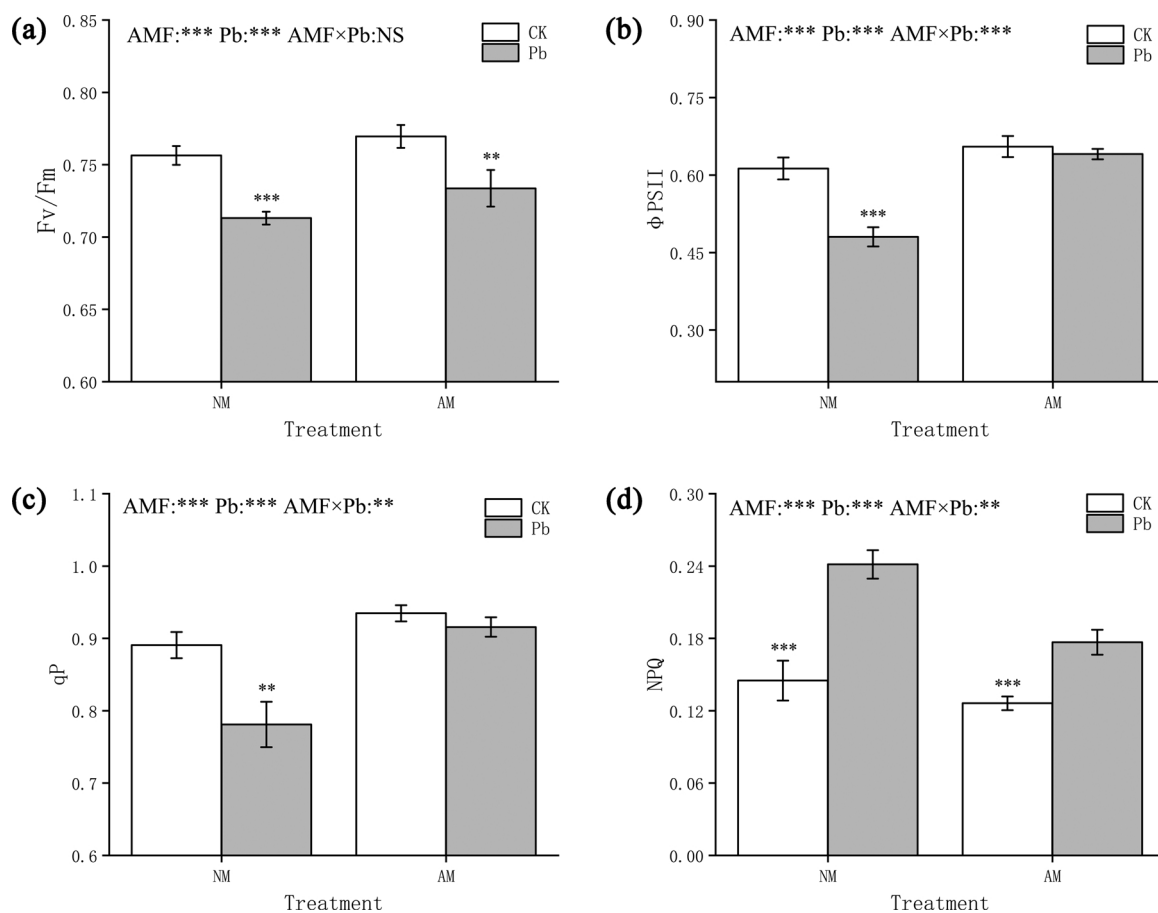 (a)
AMF:*** Pb:*** AMF×Pb:NS
CK
Pb
0.85
0.80
0.75
0.70
0.65
0.60
Fv/Fm
***
**
NM
AM
Treatment
(b)
AMF:*** Pb:*** AMF×Pb:***
CK
Pb
0.90
0.75
0.60
0.45
0.30
ΦPSII
***
NM
AM
Treatment
(c)
AMF:*** Pb:*** AMF×Pb:**
CK
Pb
1.1
1.0
0.9
0.8
0.7
0.6
qP
**
NM
AM
Treatment
(d)
AMF:*** Pb:*** AMF×Pb:**
CK
Pb
0.30
0.24
0.18
0.12
0.06
0.00
NPQ
***
***
NM
AM
Treatment